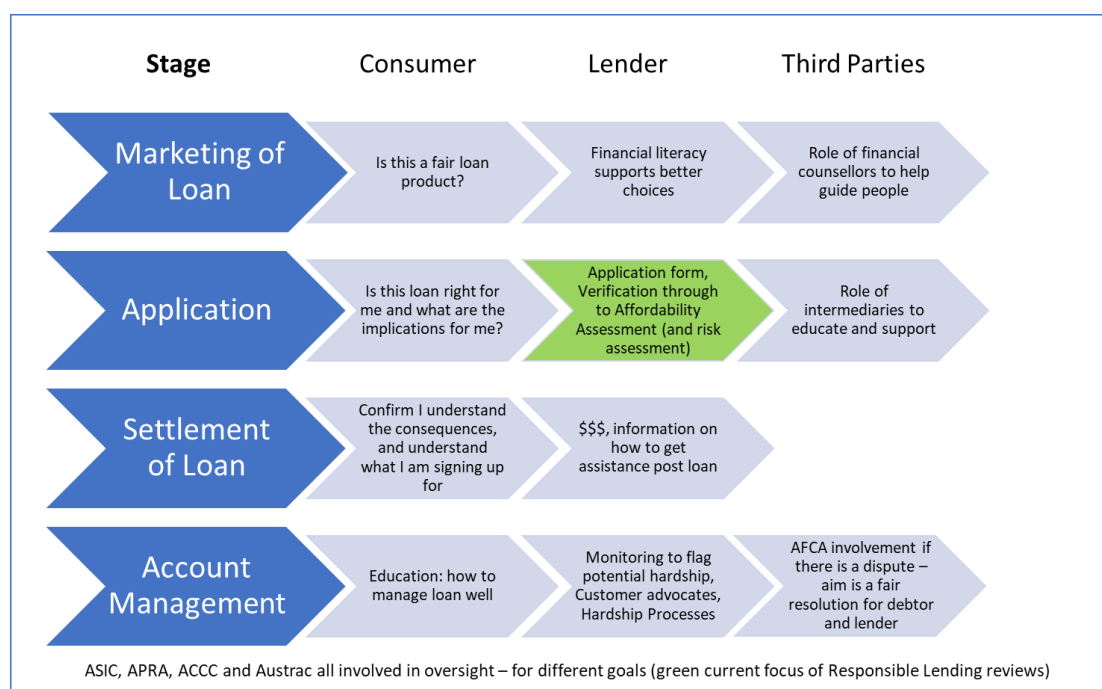 Stage
Consumer
Lender
Third Parties
Marketing of
Loan
Is this a fair loan
product?
Financial literacy
supports better
choices
Role of financial
counsellors to help
guide people
Application
Is this loan right for
me and what are the
implications for me?
Application form,
Verification through
to Affordability
Assessment (and risk
assessment)
Role of
intermediaries to
educate and support
Settlement
of Loan
Confirm I understand
the consequences,
and understand
what I am signing up
for
$$$, information on
how to get
assistance post loan
Account
Management
Education: how to
manage loan well
Monitoring to flag
potential hardship,
Customer advocates,
Hardship Processes
AFCA involvement if
there is a dispute –
aim is a fair
resolution for debtor
and lender
ASIC, APRA, ACCC and Austrac all involved in oversight – for different goals (green current focus of Responsible Lending reviews)